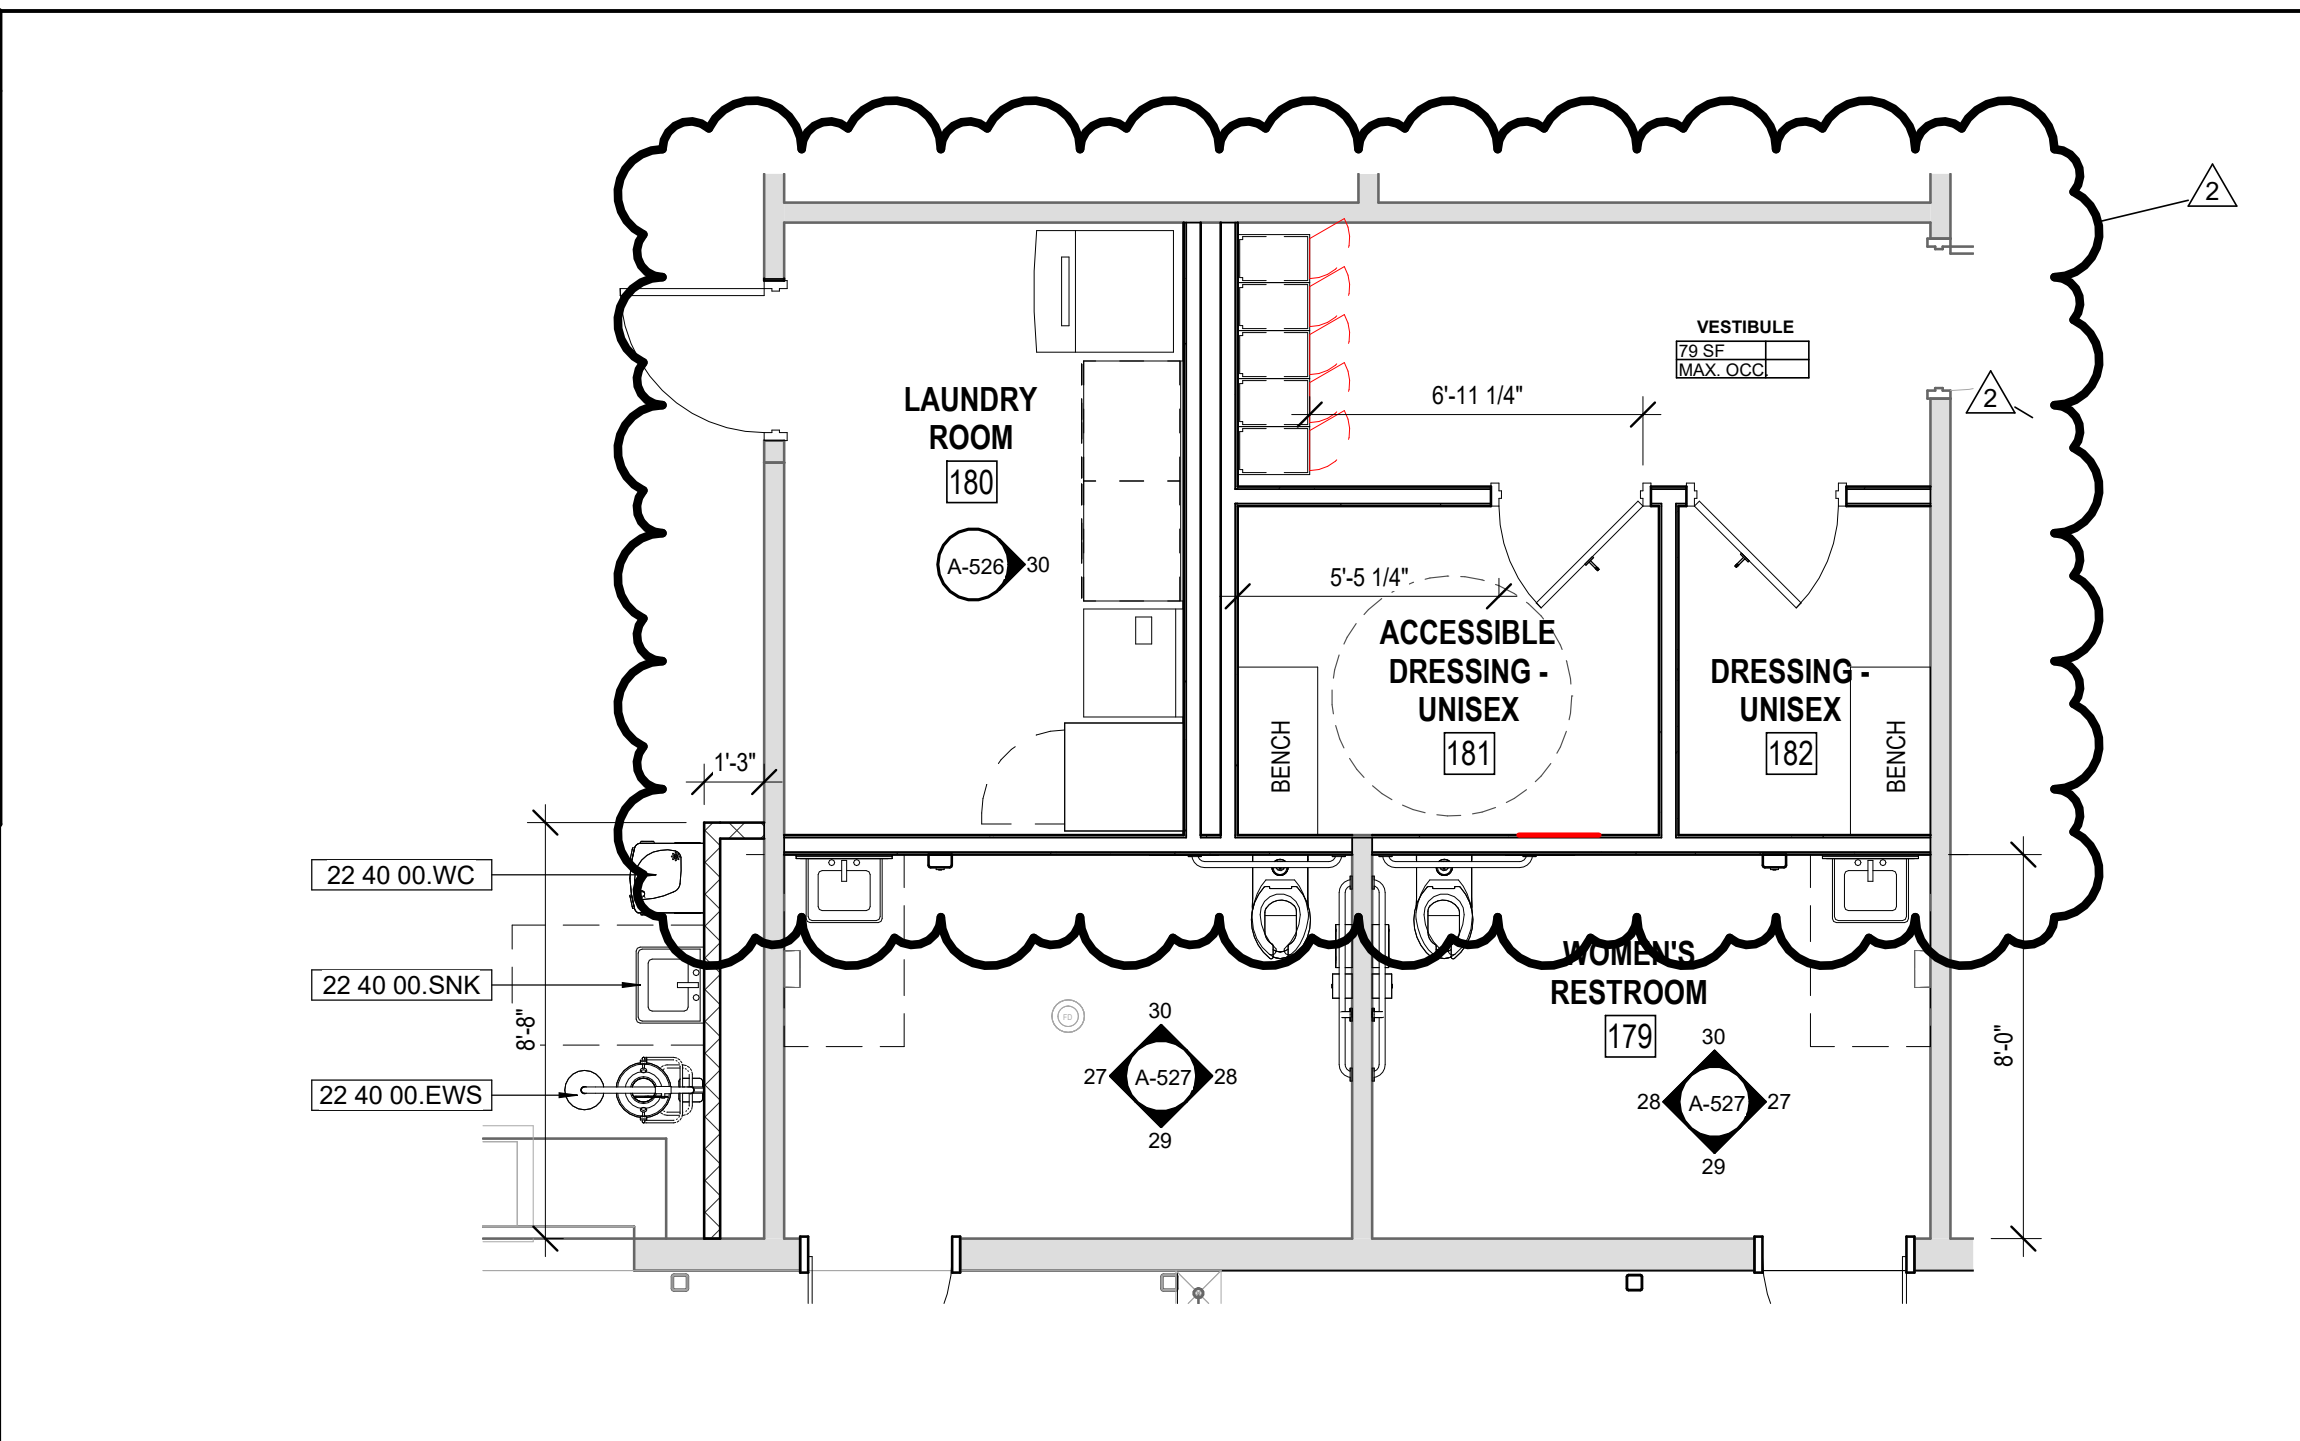 2
VESTIBULE
79 SF
MAX. OCC.
6'-11 1/4"
2
LAUNDRY
ROOM
180
A-526
30
5'-5 1/4"
ACCESSIBLE
DRESSING -
UNISEX
181
BENCH
DRESSING -
UNISEX
182
BENCH
1'-3"
22 40 00.WC
22 40 00.SNK
22 40 00.EWS
8'-8"
FD
30
27
A-527
28
29
WOMEN'S
RESTROOM
179
30
28
A-527
27
29
8'-0"